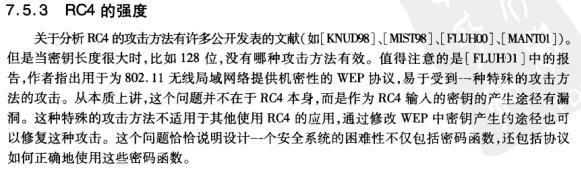 7.5.3 RC4 的强度
关于分析 RC4 的攻击方法有许多公开发表的文献(如[KNUD98]、[MIST98]、[FLUH00]、[MANT01])。
但是当密钥长度很大时,比如 128 位,没有哪种攻击方法有效。值得注意的是[FLUH01]中的报
告,作者指出用于为 802.11 无线局域网络提供机密性的 WEP 协议,易于受到一种特殊的攻击方
法的攻击。从本质上讲,这个问题并不在于 RC4 本身,而是作为 RC4 输入的密钥的产生途径有漏
洞。这种特殊的攻击方法不适用于其他使用 RC4 的应用,通过修改 WEP 中密钥产生的途径也可
以修复这种攻击。这个问题恰恰说明设计一个安全系统的困难性不仅包括密码函数,还包括协议
如何正确地使用这些密码函数。